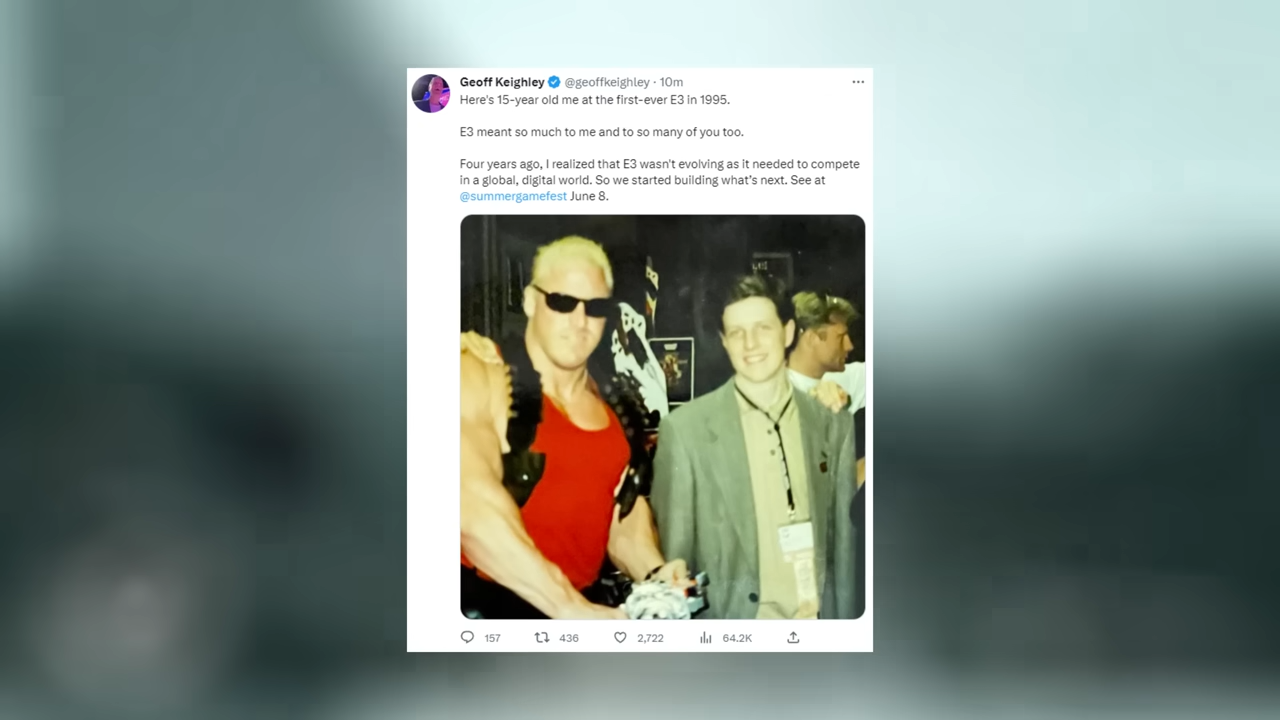 Geoff Keighley @geoffkeighley · 10m
Here's 15-year old me at the first-ever E3 in 1995.
E3 meant so much to me and to so many of you too.
Four years ago, I realized that E3 wasn't evolving as it needed to compete
in a global, digital world. So we started building what's next. See at
@summergamefest June 8.
157 436 2,722 64.2K